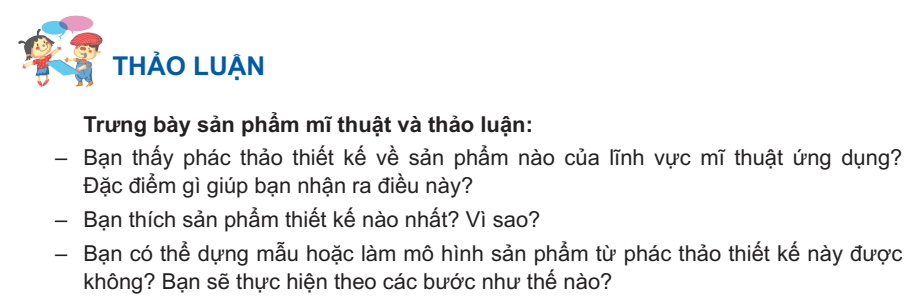 THẢO LUẬN
Trưng bày sản phẩm mĩ thuật và thảo luận:
– Bạn thấy phác thảo thiết kế về sản phẩm nào của lĩnh vực mĩ thuật ứng dụng?
Đặc điểm gì giúp bạn nhận ra điều này?
– Bạn thích sản phẩm thiết kế nào nhất? Vì sao?
– Bạn có thể dựng mẫu hoặc làm mô hình sản phẩm từ phác thảo thiết kế này được
không? Bạn sẽ thực hiện theo các bước như thế nào?